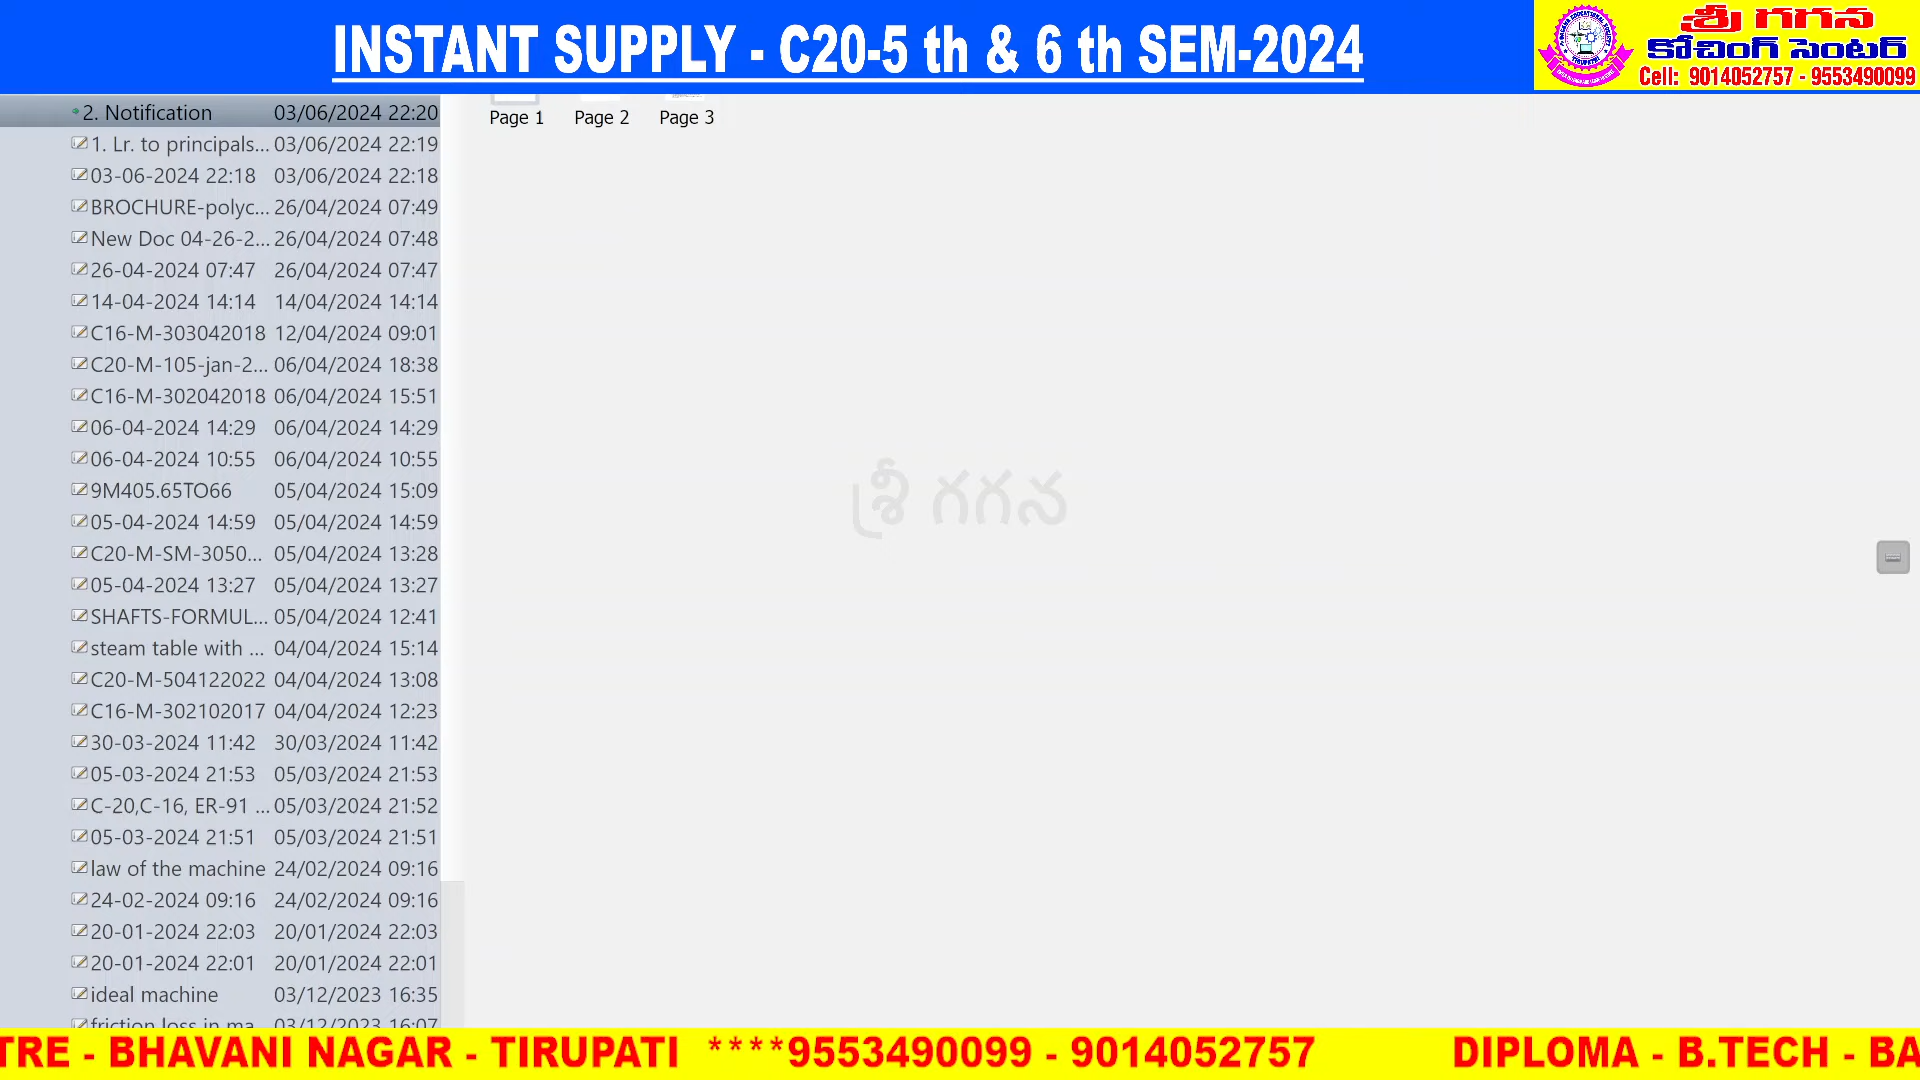 INSTANT SUPPLY - C20-5 th & 6 th SEM-2024
శ్రీ గగన
కోచింగ్ సెంటర్
Cell: 9014052757 - 9553490099
2. Notification 03/06/2024 22:20
1. Lr. to principals... 03/06/2024 22:19
03-06-2024 22:18 03/06/2024 22:18
BROCHURE-polyc... 26/04/2024 07:49
New Doc 04-26-2... 26/04/2024 07:48
26-04-2024 07:47 26/04/2024 07:47
14-04-2024 14:14 14/04/2024 14:14
C16-M-303042018 12/04/2024 09:01
C20-M-105-jan-2... 06/04/2024 18:38
C16-M-302042018 06/04/2024 15:51
06-04-2024 14:29 06/04/2024 14:29
06-04-2024 10:55 06/04/2024 10:55
9M405.65TO66 05/04/2024 15:09
05-04-2024 14:59 05/04/2024 14:59
C20-M-SM-3050... 05/04/2024 13:28
05-04-2024 13:27 05/04/2024 13:27
SHAFTS-FORMUL... 05/04/2024 12:41
steam table with ... 04/04/2024 15:14
C20-M-504122022 04/04/2024 13:08
C16-M-302102017 04/04/2024 12:23
30-03-2024 11:42 30/03/2024 11:42
05-03-2024 21:53 05/03/2024 21:53
C-20,C-16, ER-91 ... 05/03/2024 21:52
05-03-2024 21:51 05/03/2024 21:51
law of the machine 24/02/2024 09:16
24-02-2024 09:16 24/02/2024 09:16
20-01-2024 22:03 20/01/2024 22:03
20-01-2024 22:01 20/01/2024 22:01
ideal machine 03/12/2023 16:35
friction loss in ma... 03/12/2023 16:07
Page 1 Page 2 Page 3
శ్రీ గగన
TRE - BHAVANI NAGAR - TIRUPATI ****9553490099 - 9014052757 DIPLOMA - B.TECH - BA